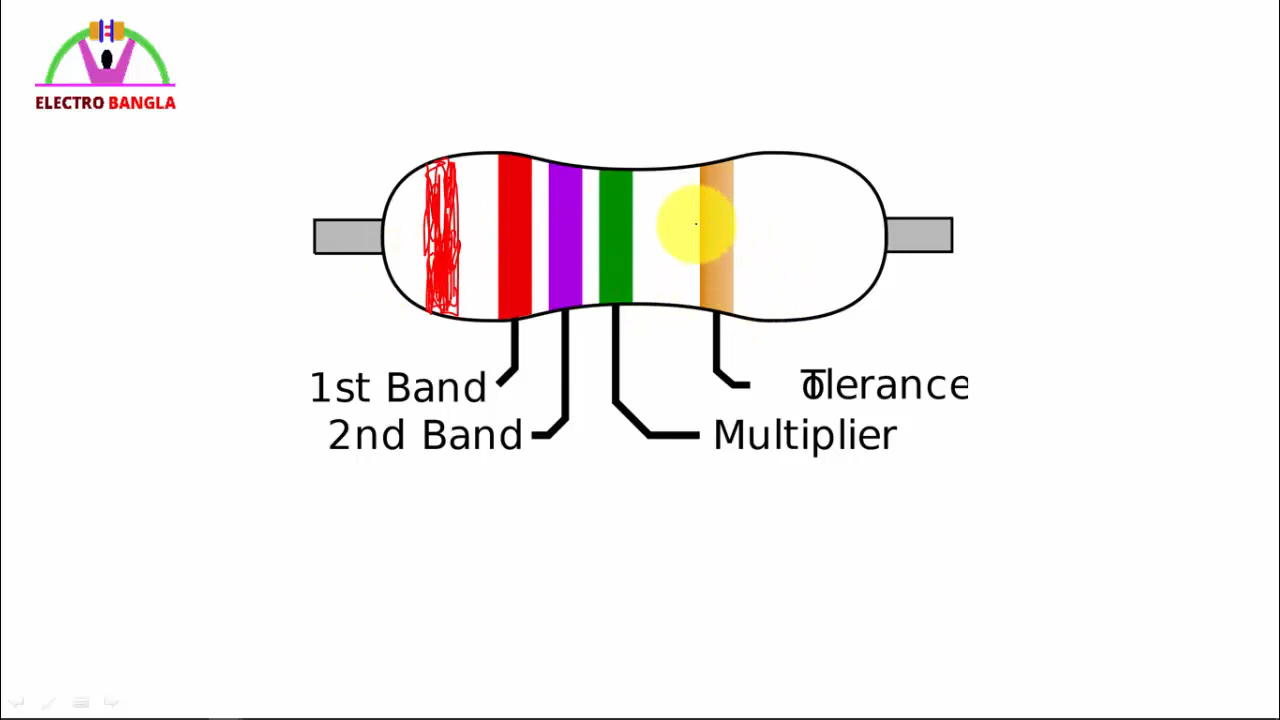 ELECTRO BANGLA
1st Band
Tolerance
2nd Band
Multiplier